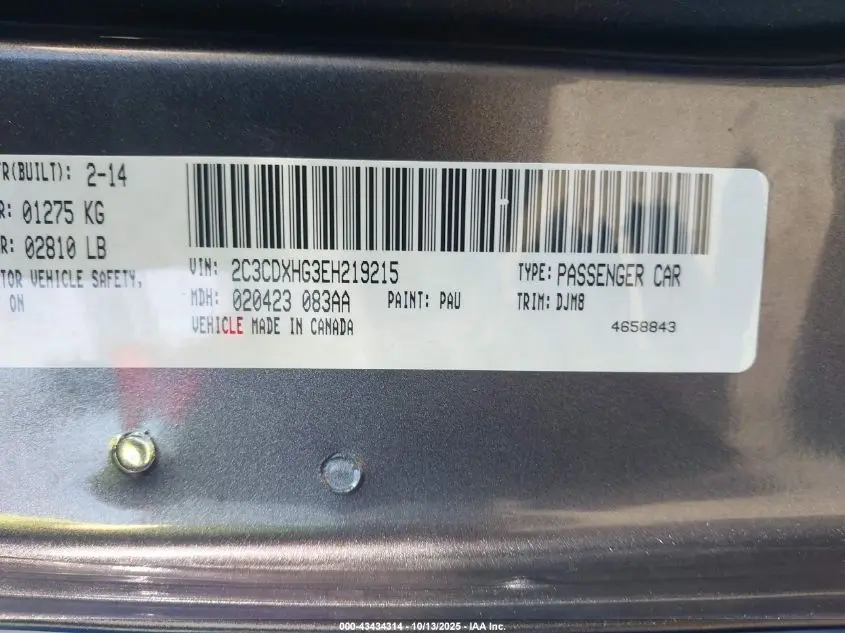 FR(BUILT): 2-14
R: 01275 KG
R: 02810 LB
TOR VEHICLE SAFETY,
ON
VIN: 2C3CDXHG3EH219215
TYPE: PASSENGER CAR
MDH: 020423 083AA
PAINT: PAU
TRIM: DJM8
VEHICLE MADE IN CANADA
4658843
000-43434314 - 10/13/2025 - IAA Inc.